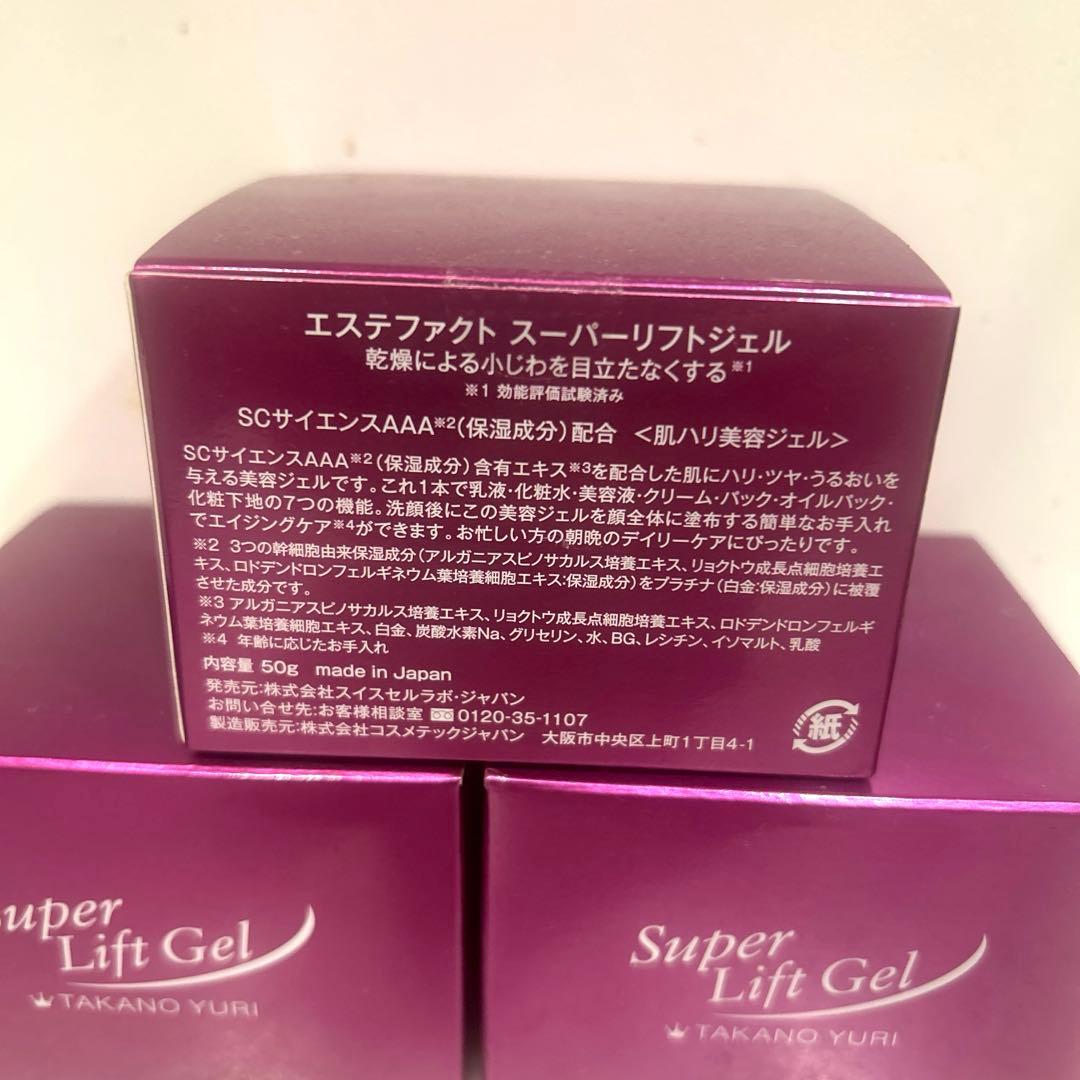 エステファクト スーパーリフトジェル
乾燥による小じわを目立たなくする※1
※1 効能評価試験済み
SCサイエンスAAA※2(保湿成分)配合 <肌ハリ美容ジェル>
SCサイエンスAAA※2(保湿成分)含有エキス※3を配合した肌にハリ・ツヤ・うるおいを
与える美容ジェルです。これ1本で乳液・化粧水・美容液・クリーム・パック・オイルパック・
化粧下地の7つの機能。洗顔後にこの美容ジェルを顔全体に塗布する簡単なお手入れ
でエイジングケア※4ができます。お忙しい方の朝晩のデイリーケアにぴったりです。
※2 3つの幹細胞由来保湿成分(アルガニアスピノサカルス培養エキス、リョクトウ成長点細胞培養エ
キス、ロドデンドロンフェルギネウム葉培養細胞エキス:保湿成分)をプラチナ(白金:保湿成分)に被覆
させた成分です。
※3 アルガニアスピノサカルス培養エキス、リョクトウ成長点細胞培養エキス、ロドデンドロンフェルギ
ネウム葉培養細胞エキス、白金、炭酸水素Na、グリセリン、水、BG、レシチン、イソマルト、乳酸
※4 年齢に応じたお手入れ
内容量 50g made in Japan
発売元:株式会社スイスセルラボ・ジャパン
お問い合せ先:お客様相談室 0120-35-1107
製造販売元:株式会社コスメテックジャパン 大阪市中央区上町1丁目4-1
紙
Super
Lift Gel
TAKANO YURI
Super
Lift Gel
TAKANO YURI